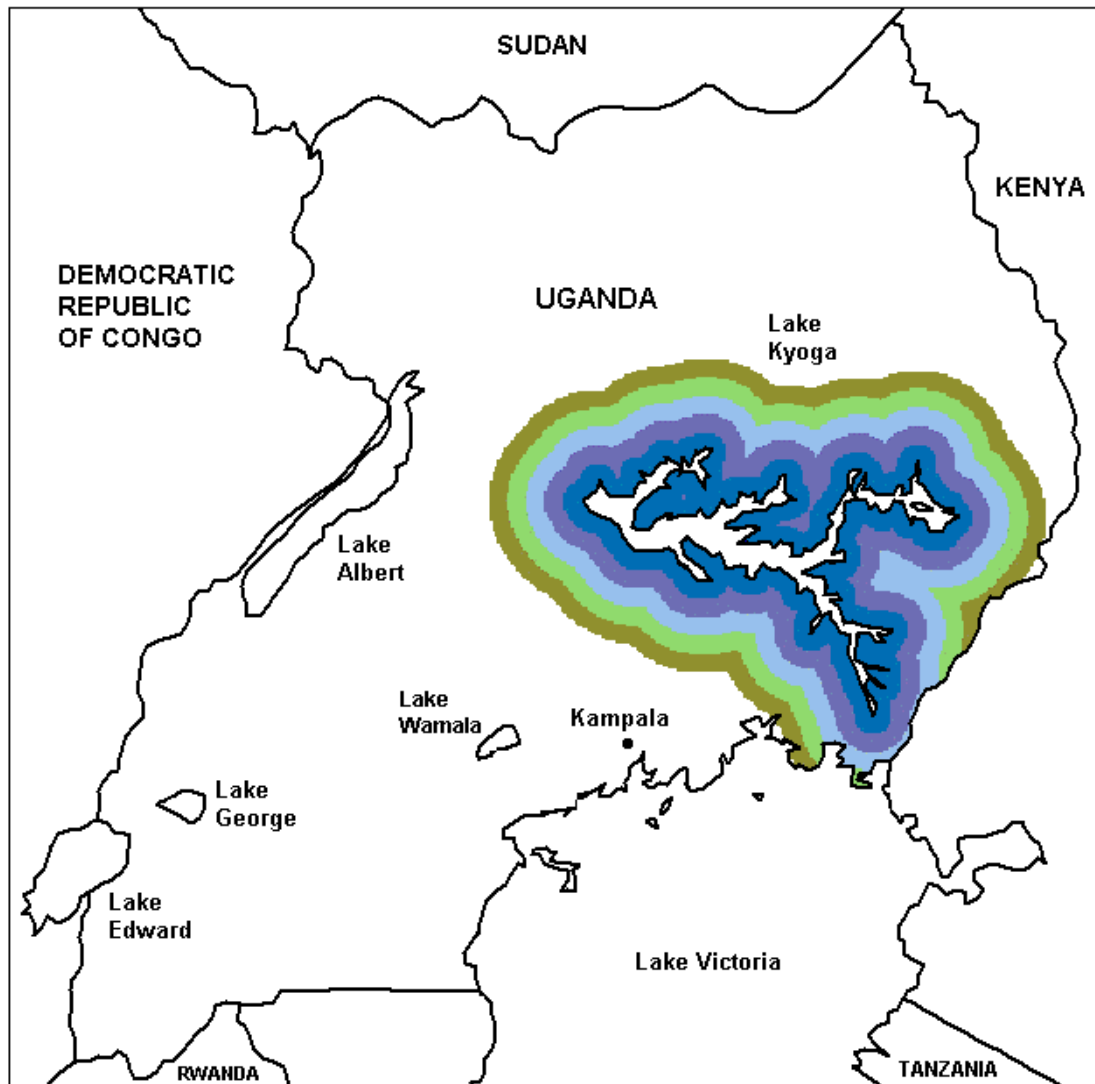 SUDAN
KENYA
DEMOCRATIC
REPUBLIC
OF CONGO
UGANDA
Lake
Kyoga
Lake
Albert
Lake
Wamala
Kampala
Lake
George
Lake
Edward
Lake Victoria
RWANDA
TANZANIA